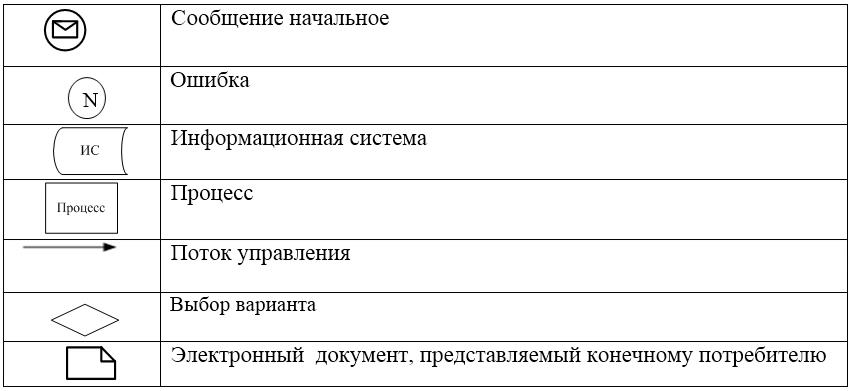 Сообщение начальное
N
Ошибка
ИС
Информационная система
Процесс
Процесс
Поток управления
Выбор варианта
Электронный документ, представляемый конечному потребителю